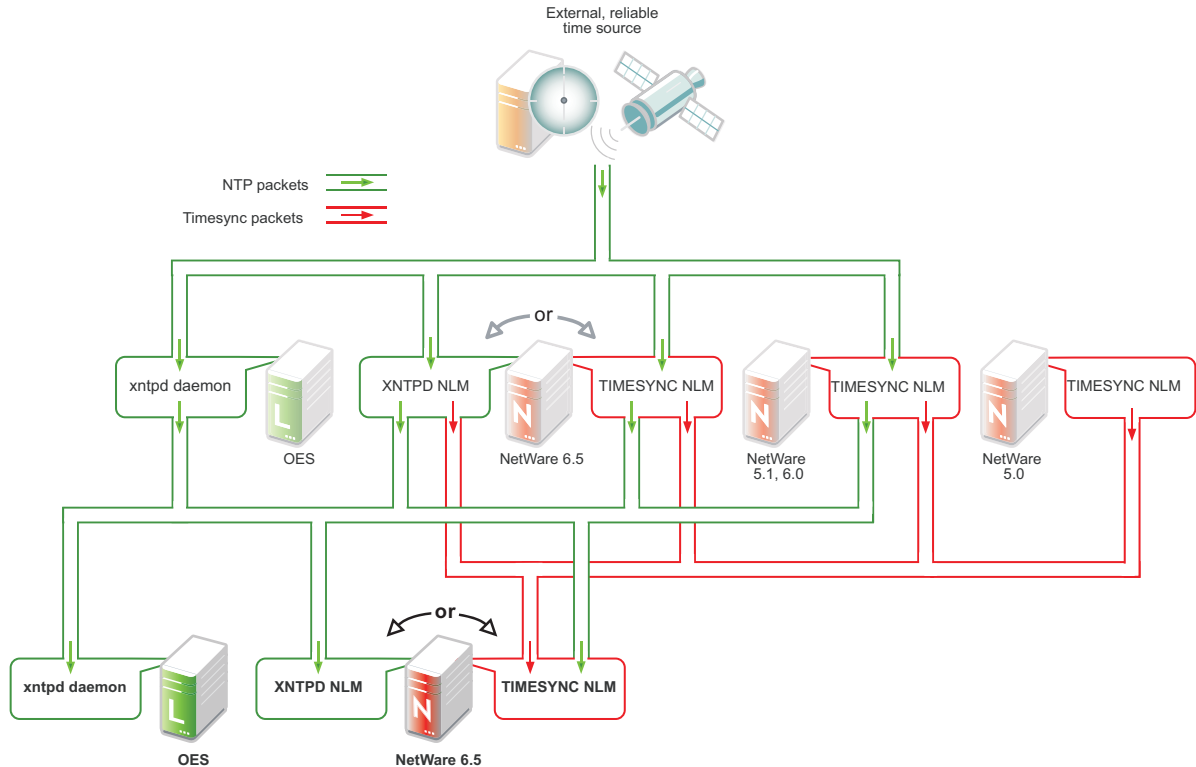 External, reliable
time source
NTP packets
Timesync packets
or
xntpd daemon
XNTPD NLM
TIMESYNC NLM
TIMESYNC NLM
TIMESYNC NLM
L
N
N
N
OES
NetWare 6.5
NetWare
5.1, 6.0
NetWare
5.0
or
xntpd daemon
XNTPD NLM
TIMESYNC NLM
L
N
OES
NetWare 6.5